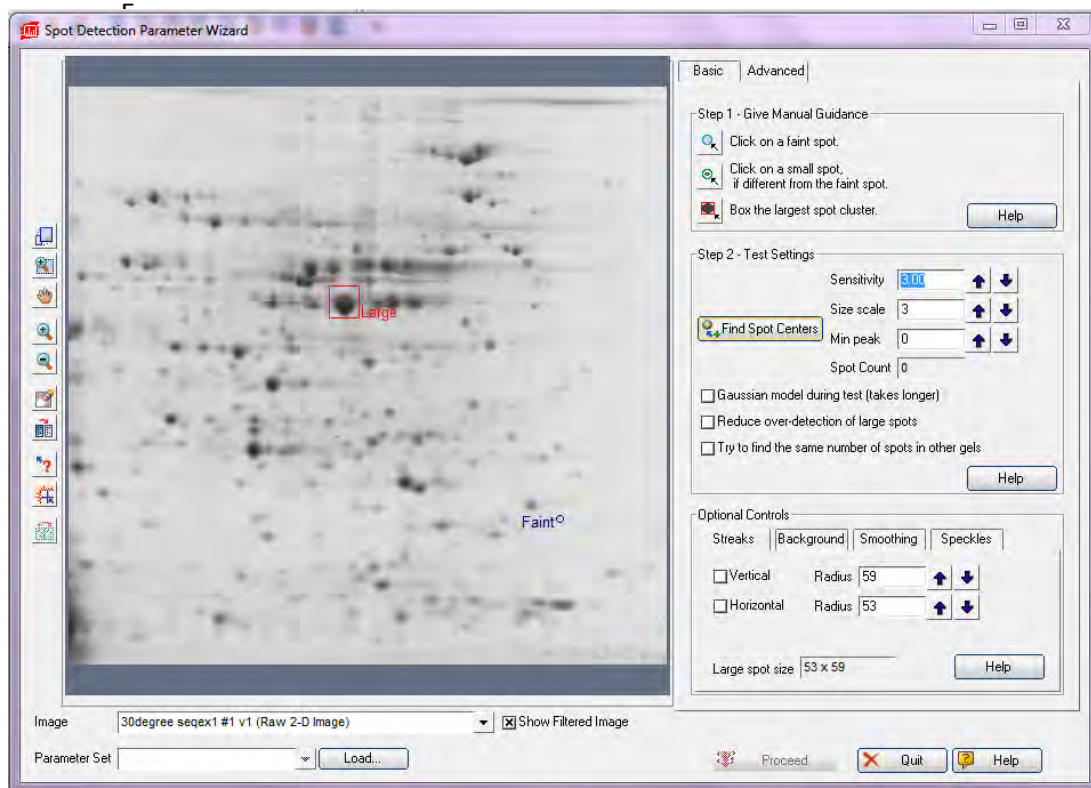 Spot Detection Parameter Wizard
Basic
Advanced
Step 1 - Give Manual Guidance
Click on a faint spot.
Click on a small spot,
if different from the faint spot.
Box the largest spot cluster.
Help
Step 2 - Test Settings
Sensitivity 3.00
Size scale 3
Find Spot Centers
Min peak 0
Spot Count 0
Gaussian model during test (takes longer)
Reduce over-detection of large spots
Try to find the same number of spots in other gels
Help
Large
Faint
Optional Controls
Streaks Background Smoothing Speckles
Vertical Radius 59
Horizontal Radius 53
Large spot size 53 x 59 Help
Image 30degree seqex1 #1 v1 (Raw 2-D Image) Show Filtered Image
Parameter Set Load... Proceed Quit Help